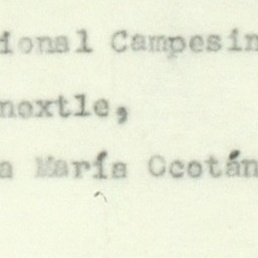 ional Campesin
noxtle,
a María Ocotán